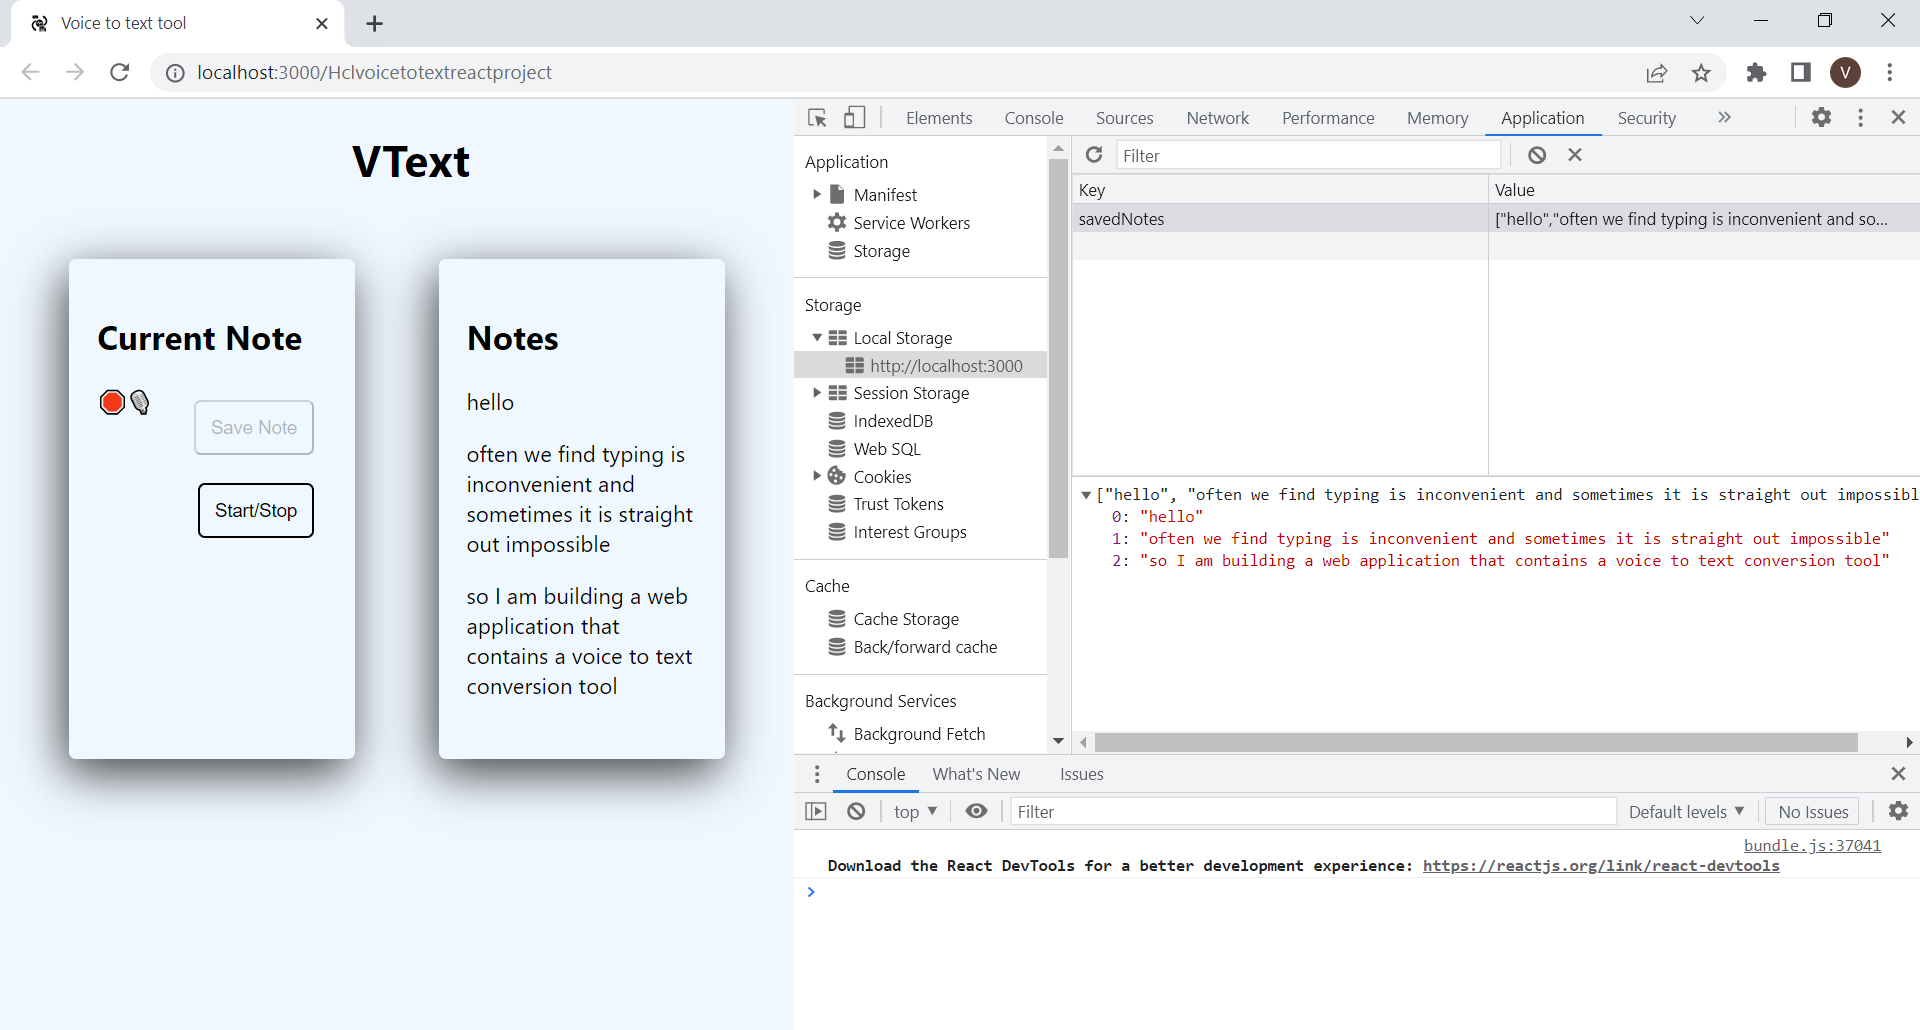 Voice to text tool
localhost:3000/Hclvoicetotextreactproject
V
VText
Current Note
Save Note
Start/Stop
Notes
hello
often we find typing is
inconvenient and
sometimes it is straight
out impossible
so I am building a web
application that
contains a voice to text
conversion tool
Elements Console Sources Network Performance Memory Application Security
Application
Manifest
Service Workers
Storage
Storage
Local Storage
http://localhost:3000
Session Storage
IndexedDB
Web SQL
Cookies
Trust Tokens
Interest Groups
Cache
Cache Storage
Back/forward cache
Background Services
Background Fetch
Filter
Key Value
savedNotes ["hello","often we find typing is inconvenient and so...
["hello", "often we find typing is inconvenient and sometimes it is straight out impossibl
0: "hello"
1: "often we find typing is inconvenient and sometimes it is straight out impossible"
2: "so I am building a web application that contains a voice to text conversion tool"
Console What's New Issues
top Filter Default levels No Issues
bundle.js:37041
Download the React DevTools for a better development experience: https://reactjs.org/link/react-devtools